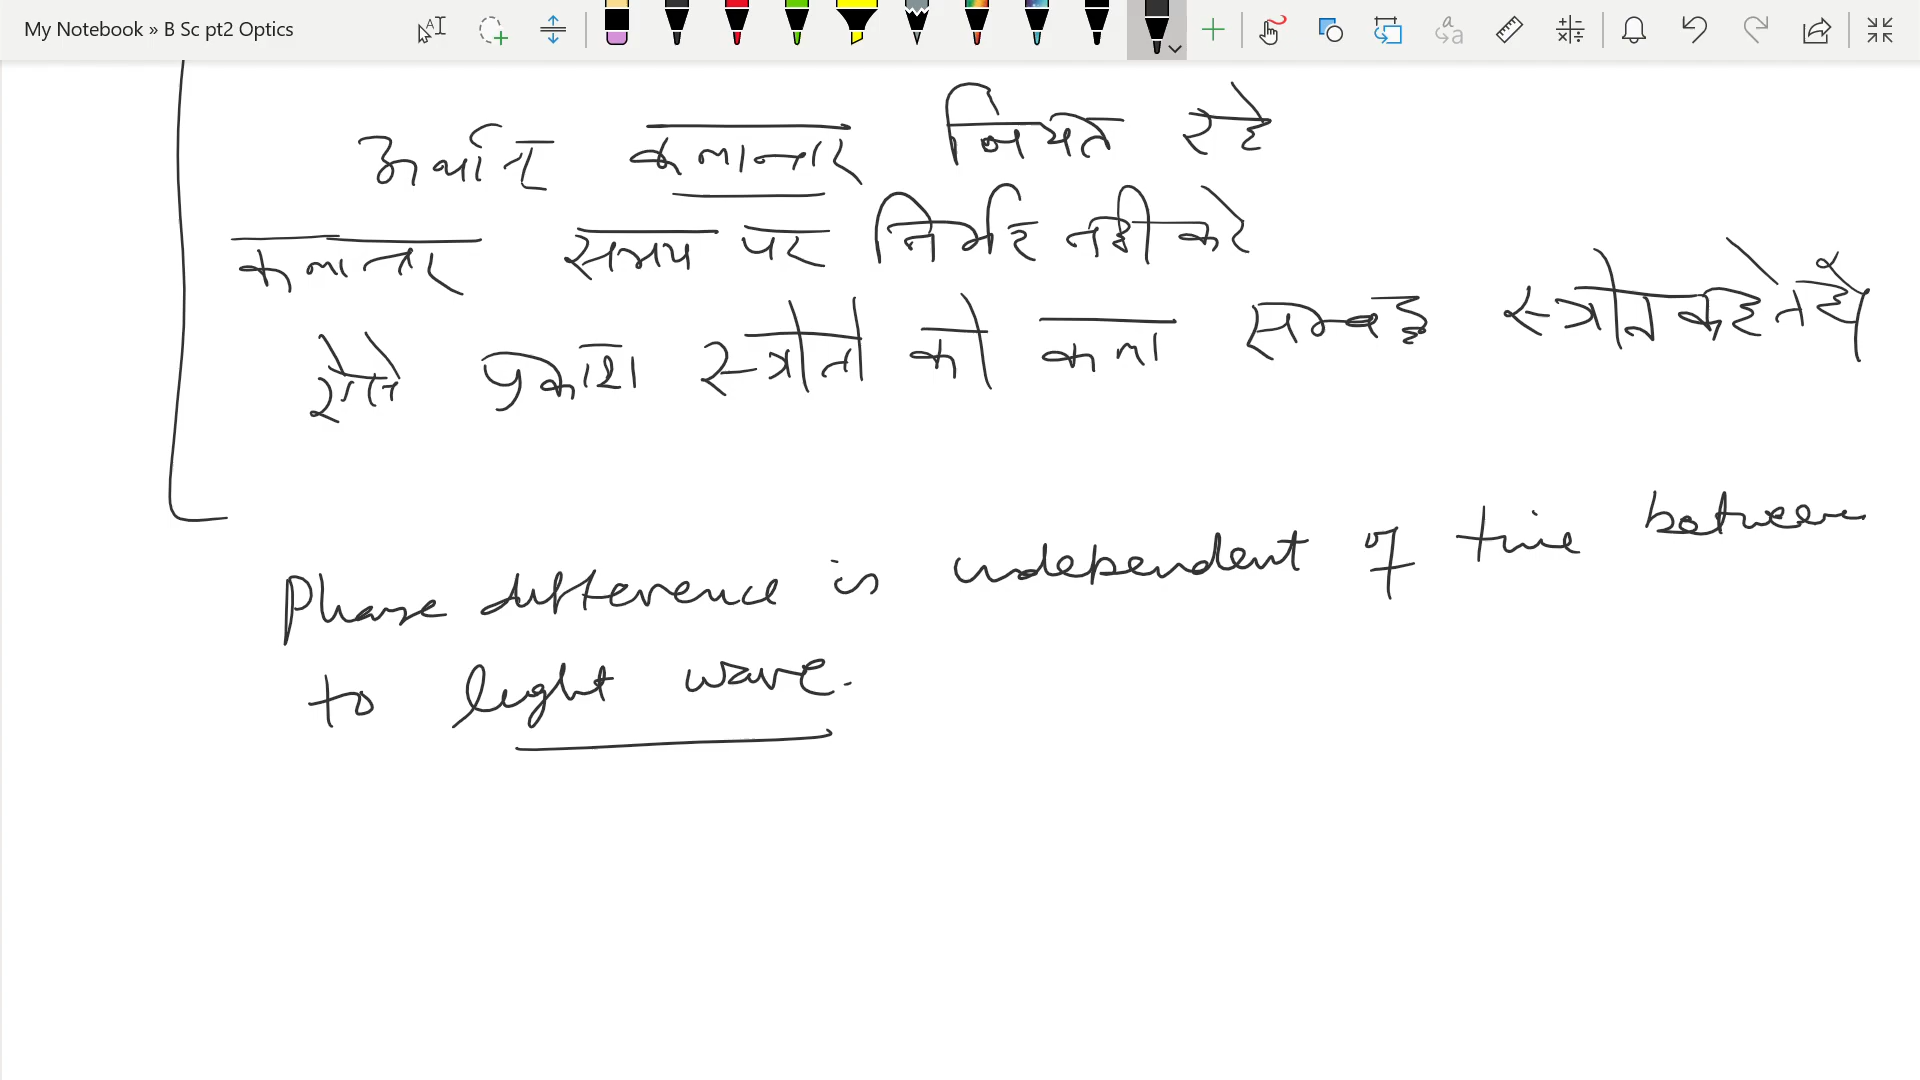 My Notebook » B Sc pt2 Optics
अर्थात कलान्तर नियत रहे
कलान्तर समय पर निर्भर नही करे
ऐसे प्रकाश स्त्रोतो को कला सम्बद्ध स्त्रोत कहते है
Phase difference is independent of time between
to light wave.